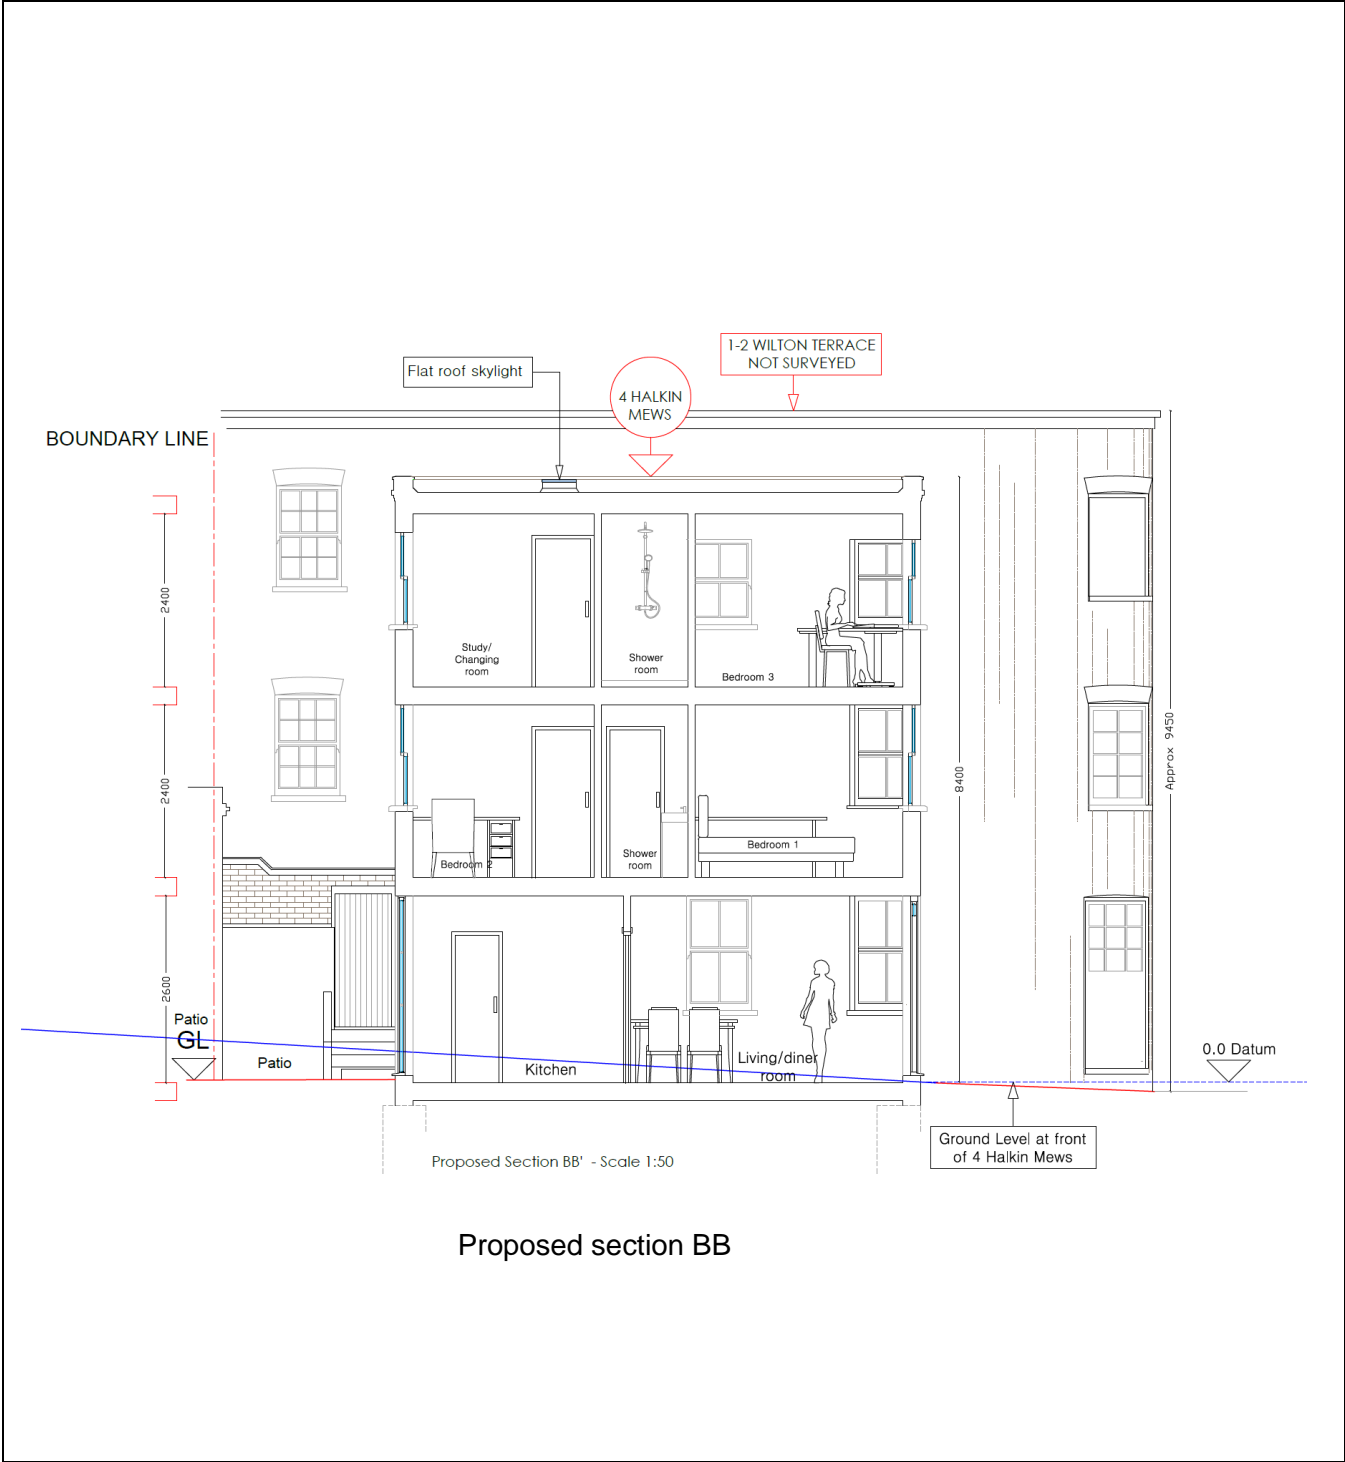 1-2 WILTON TERRACE
NOT SURVEYED
Flat roof skylight
4 HALKIN
MEWS
BOUNDARY LINE
2400
Study/
Changing
room
Shower
room
Bedroom 3
2400
8400
Approx 9450
Bedroom 2
Shower
room
Bedroom 1
2600
Patio
GL
Patio
Kitchen
Living/diner
room
0.0 Datum
Ground Level at front
of 4 Halkin Mews
Proposed Section BB' - Scale 1:50
Proposed section BB